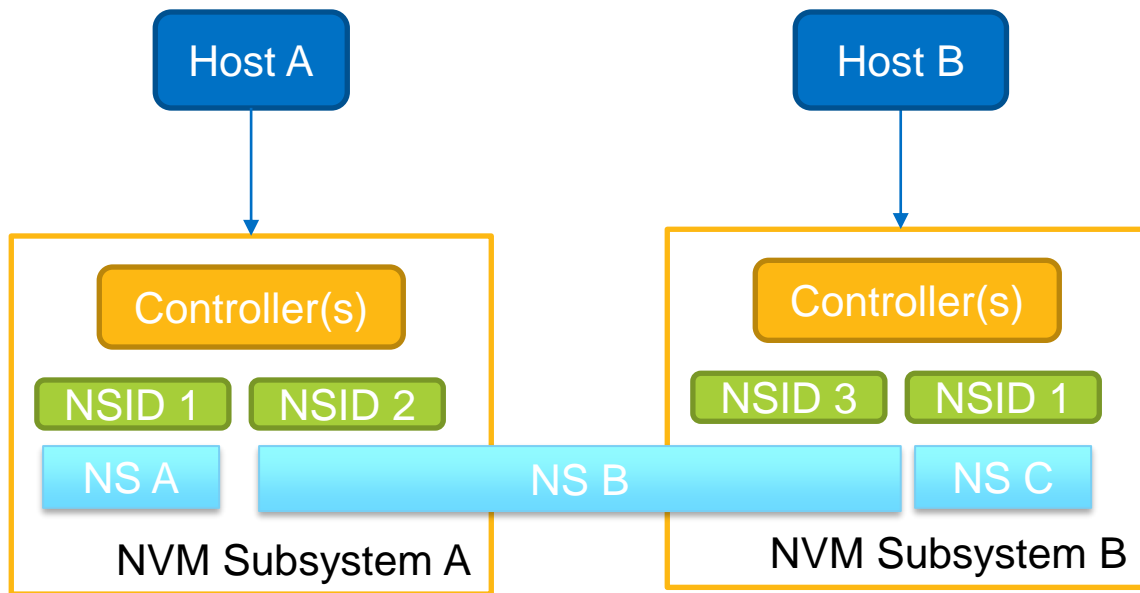 Host A
Host B
Controller(s)
Controller(s)
NSID 1
NSID 2
NSID 3
NSID 1
NS A
NS B
NS C
NVM Subsystem A
NVM Subsystem B